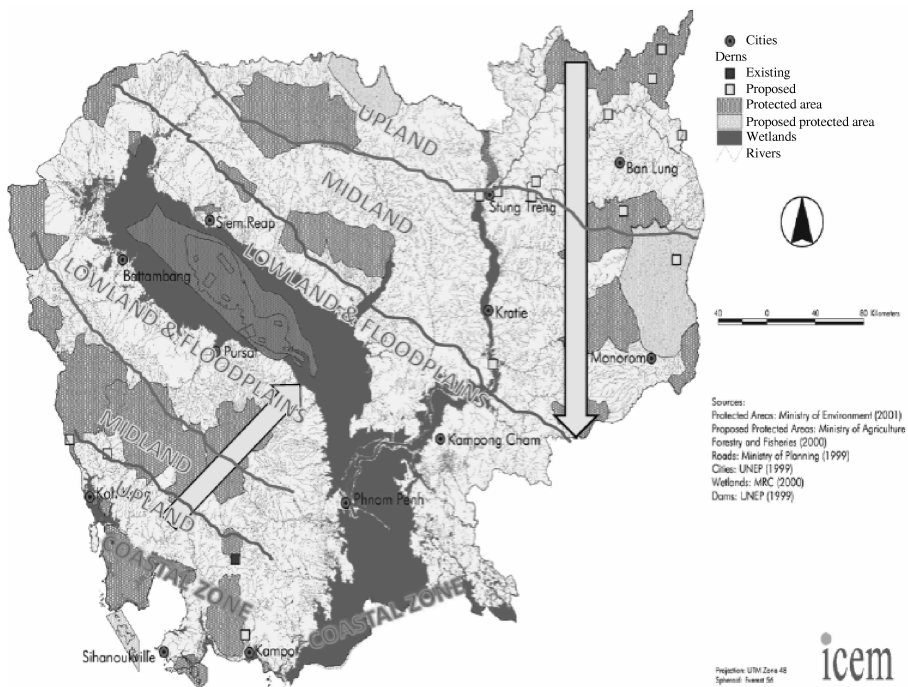 Cities
Derns
Existing
Proposed
Protected area
Proposed protected area
Wetlands
Rivers
UPLAND
MIDLAND
LOWLAND & FLOODPLAINS
LOWLAND & FLOODPLAINS
MIDLAND
UPLAND
COASTAL ZONE
COASTAL ZONE
Ban Lung
Stung Treng
Siem Reap
Battambang
Kratie
Pursat
Monorom
Kampong Cham
Phnom Penh
Sihanoukville
Kampot
40 0 40 80 Kilometers
Sources:
Protected Areas: Ministry of Environment (2001)
Proposed Protected Areas: Ministry of Agriculture
Forestry and Fisheries (2000)
Roads: Ministry of Planning (1999)
Cities: UNEP (1999)
Wetlands: MRC (2000)
Dams: UNEP (1999)
Projection: UTM Zone 48
Spheroid: Everest 56
icem